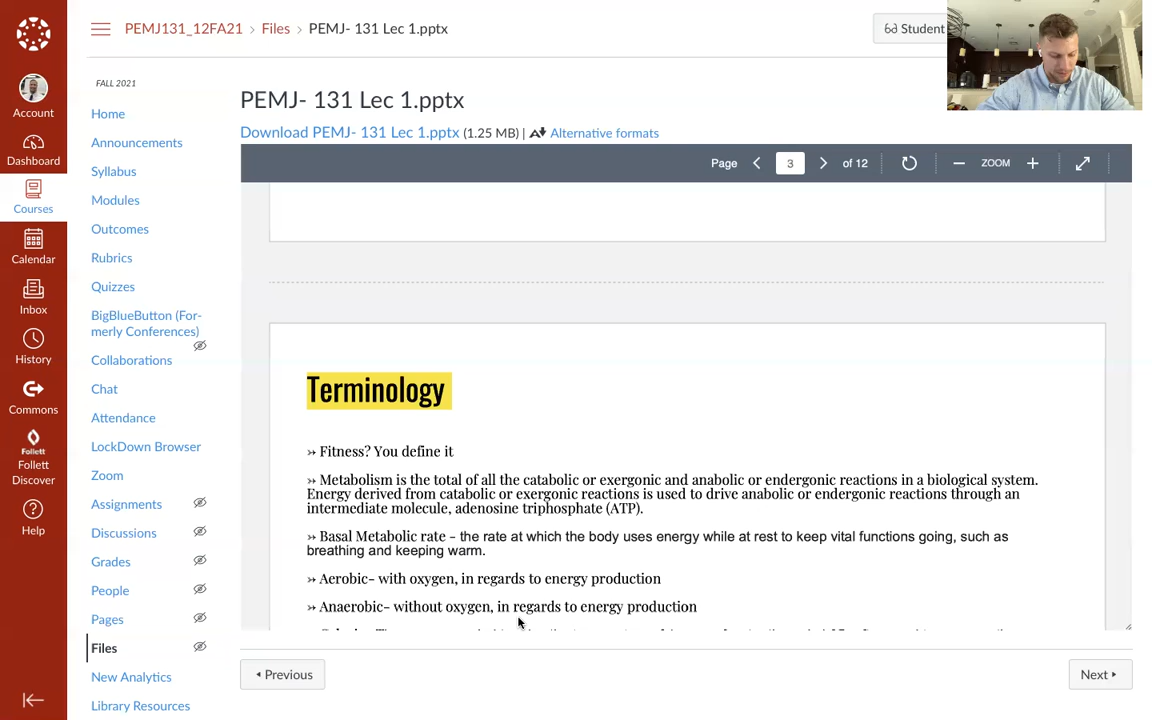 PEMJ131_12FA21 › Files › PEMJ- 131 Lec 1.pptx
Student
Account
Dashboard
Courses
Calendar
Inbox
History
Commons
Follett
Follett
Discover
Help
FALL 2021
Home
Announcements
Syllabus
Modules
Outcomes
Rubrics
Quizzes
BigBlueButton (For-
merly Conferences)
Collaborations
Chat
Attendance
LockDown Browser
Zoom
Assignments
Discussions
Grades
People
Pages
Files
New Analytics
Library Resources
PEMJ- 131 Lec 1.pptx
Download PEMJ- 131 Lec 1.pptx (1.25 MB) | Alternative formats
Page 3 of 12 ZOOM
Terminology
↣ Fitness? You define it
↣ Metabolism is the total of all the catabolic or exergonic and anabolic or endergonic reactions in a biological system.
Energy derived from catabolic or exergonic reactions is used to drive anabolic or endergonic reactions through an
intermediate molecule, adenosine triphosphate (ATP).
↣ Basal Metabolic rate - the rate at which the body uses energy while at rest to keep vital functions going, such as
breathing and keeping warm.
↣ Aerobic- with oxygen, in regards to energy production
↣ Anaerobic- without oxygen, in regards to energy production
Previous
Next